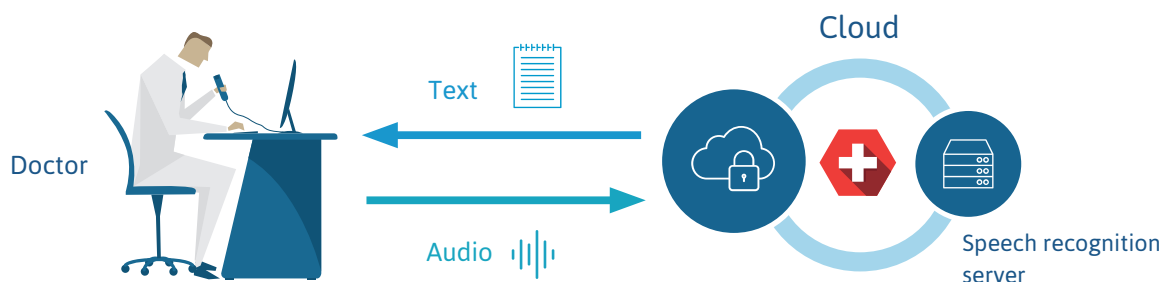 Cloud
Text
Doctor
Audio
Speech recognition
server